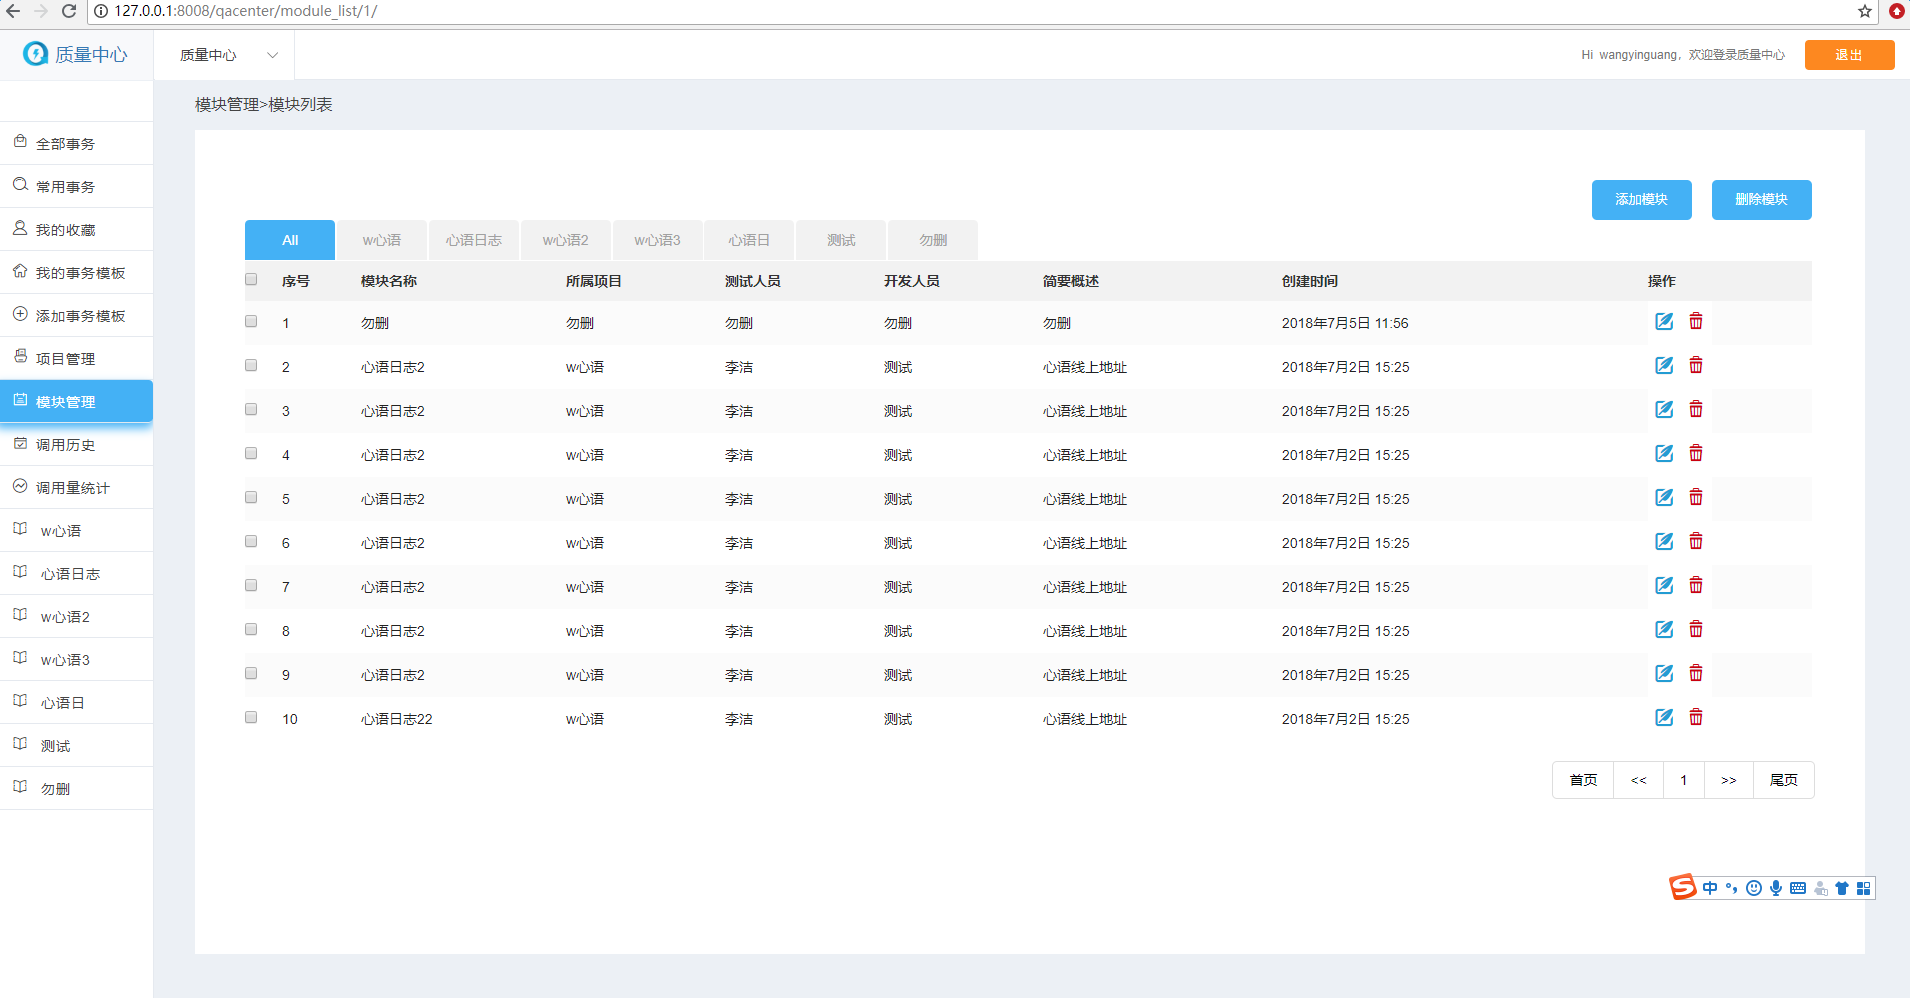 127.0.0.1:8008/qacenter/module_list/1/
质量中心 质量中心 Hi wangyinguang，欢迎登录质量中心 退出
模块管理>模块列表
全部事务
常用事务
我的收藏
我的事务模板
添加事务模板
项目管理
模块管理
调用历史
调用量统计
w心语
心语日志
w心语2
w心语3
心语日
测试
勿删
添加模块 删除模块
All w心语 心语日志 w心语2 w心语3 心语日 测试 勿删
序号 模块名称 所属项目 测试人员 开发人员 简要概述 创建时间 操作
1 勿删 勿删 勿删 勿删 勿删 2018年7月5日 11:56
2 心语日志2 w心语 李洁 测试 心语线上地址 2018年7月2日 15:25
3 心语日志2 w心语 李洁 测试 心语线上地址 2018年7月2日 15:25
4 心语日志2 w心语 李洁 测试 心语线上地址 2018年7月2日 15:25
5 心语日志2 w心语 李洁 测试 心语线上地址 2018年7月2日 15:25
6 心语日志2 w心语 李洁 测试 心语线上地址 2018年7月2日 15:25
7 心语日志2 w心语 李洁 测试 心语线上地址 2018年7月2日 15:25
8 心语日志2 w心语 李洁 测试 心语线上地址 2018年7月2日 15:25
9 心语日志2 w心语 李洁 测试 心语线上地址 2018年7月2日 15:25
10 心语日志22 w心语 李洁 测试 心语线上地址 2018年7月2日 15:25
首页 << 1 >> 尾页
S 中